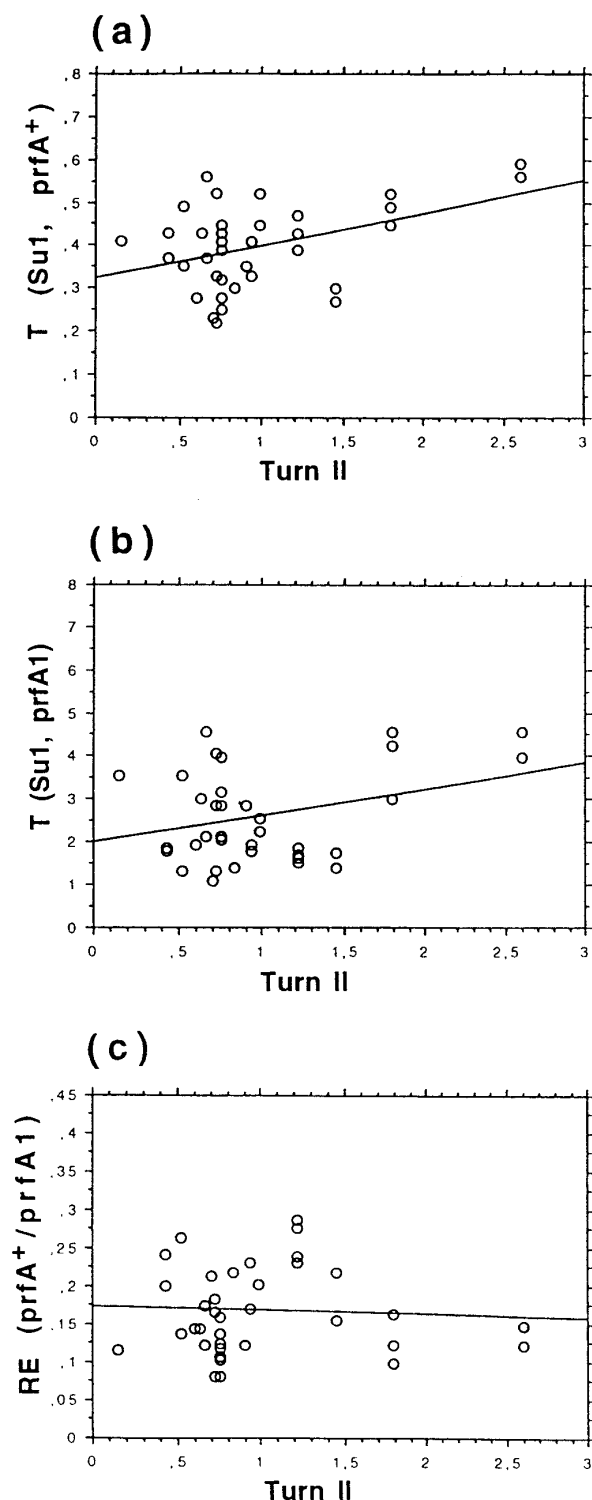 (a)
T (Su1, prfA+)
,8
,7
,6
,5
,4
,3
,2
,1
0
0 ,5 1 1,5 2 2,5 3
Turn II
(b)
T (Su1, prfA1)
8
7
6
5
4
3
2
1
0
0 ,5 1 1,5 2 2,5 3
Turn II
(c)
RE (prfA+/prfA1)
,45
,4
,35
,3
,25
,2
,15
,1
,05
0
0 ,5 1 1,5 2 2,5 3
Turn II